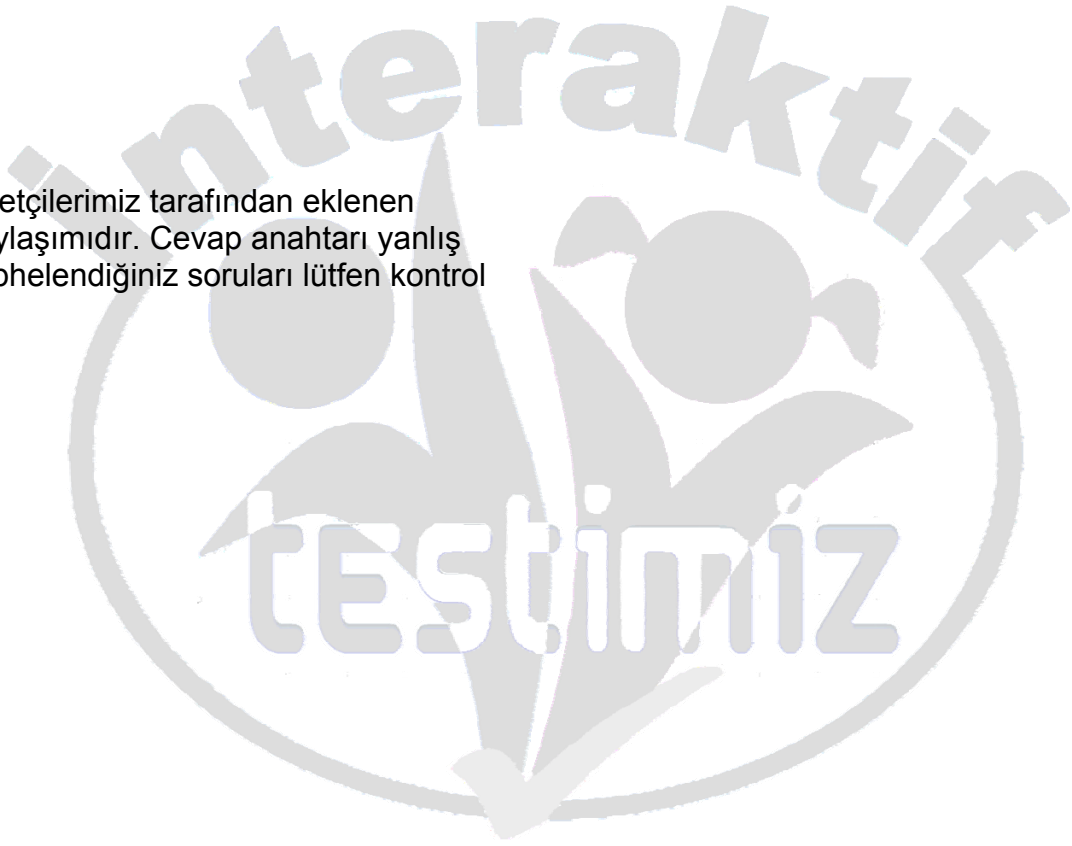 interaktif
etçilerimiz tarafından eklenen
ylaşımıdır. Cevap anahtarı yanlış
phelendiğiniz soruları lütfen kontrol
testimiz